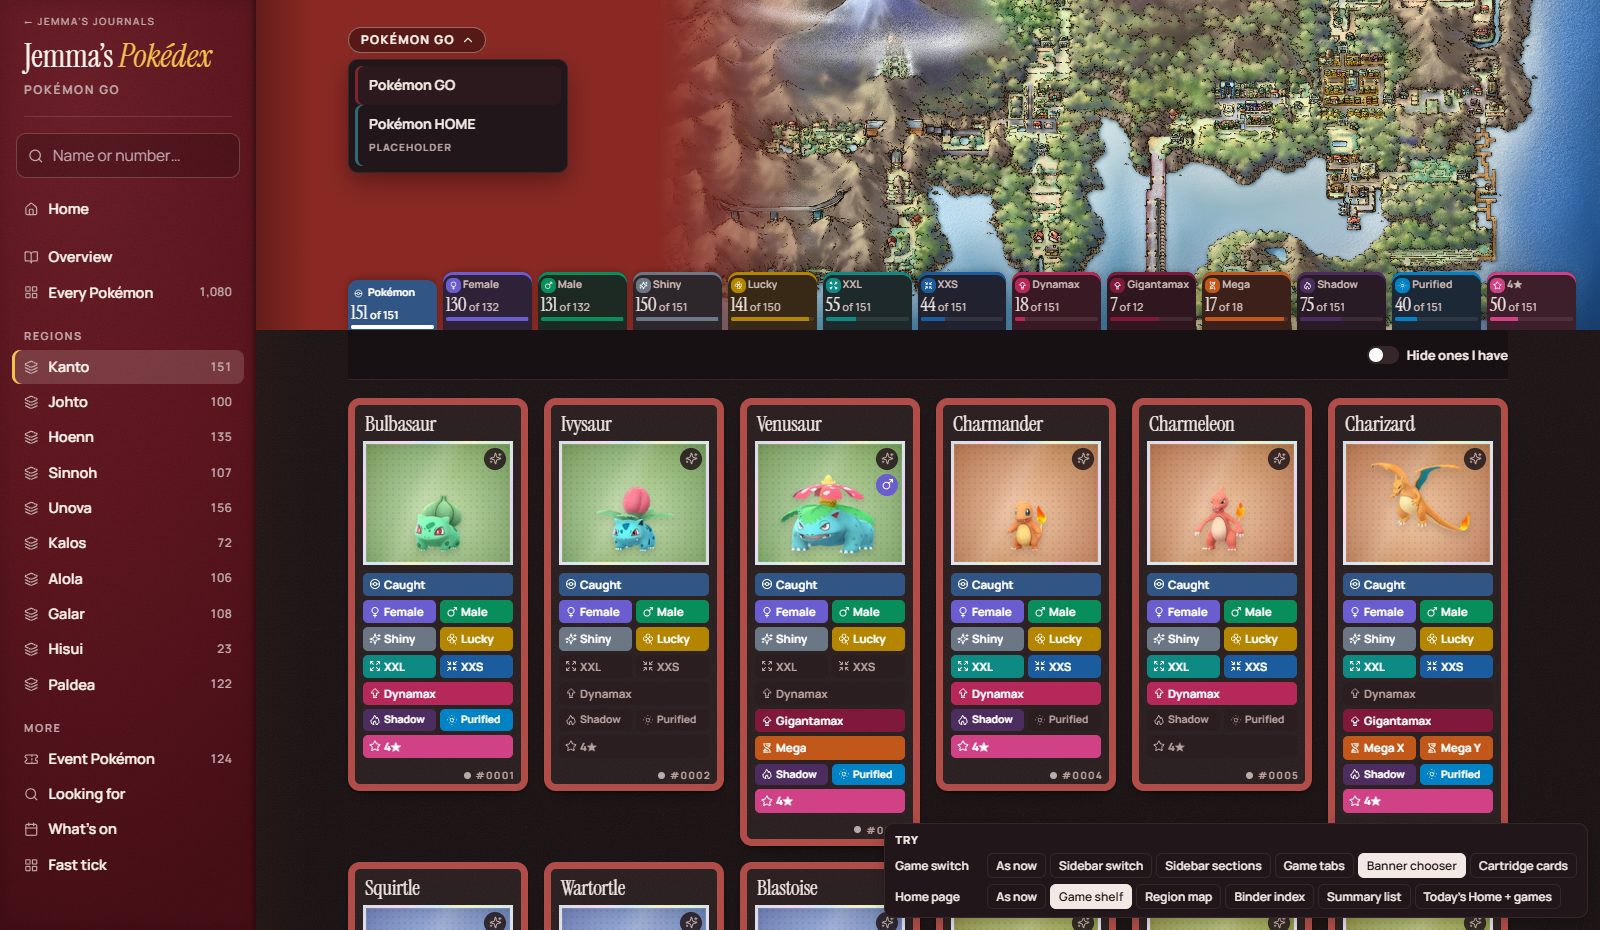 ← JEMMA'S JOURNALS
Jemma's Pokédex
POKÉMON GO
Name or number...
Home
Overview
Every Pokémon 1,080
REGIONS
Kanto 151
Johto 100
Hoenn 135
Sinnoh 107
Unova 156
Kalos 72
Alola 106
Galar 108
Hisui 23
Paldea 122
MORE
Event Pokémon 124
Looking for
What's on
Fast tick
POKÉMON GO
Pokémon GO
Pokémon HOME
PLACEHOLDER
Pokémon
151 of 151
Female
130 of 132
Male
131 of 132
Shiny
150 of 151
Lucky
141 of 150
XXL
55 of 151
XXS
44 of 151
Dynamax
18 of 151
Gigantamax
7 of 12
Mega
17 of 18
Shadow
75 of 151
Purified
40 of 151
4★
50 of 151
Hide ones I have
Bulbasaur
Caught
Female Male
Shiny Lucky
XXL XXS
Dynamax
Shadow Purified
4★
#0001
Ivysaur
Caught
Female Male
Shiny Lucky
XXL XXS
Dynamax
Shadow Purified
4★
#0002
Venusaur
Caught
Female Male
Shiny Lucky
XXL XXS
Dynamax
Gigantamax
Mega
Shadow Purified
4★
Charmander
Caught
Female Male
Shiny Lucky
XXL XXS
Dynamax
Shadow Purified
4★
#0004
Charmeleon
Caught
Female Male
Shiny Lucky
XXL XXS
Dynamax
Shadow Purified
4★
#0005
Charizard
Caught
Female Male
Shiny Lucky
XXL XXS
Dynamax
Gigantamax
Mega X Mega Y
Shadow Purified
4★
Squirtle
Wartortle
Blastoise
TRY
Game switch As now Sidebar switch Sidebar sections Game tabs Banner chooser Cartridge cards
Home page As now Game shelf Region map Binder index Summary list Today's Home + games